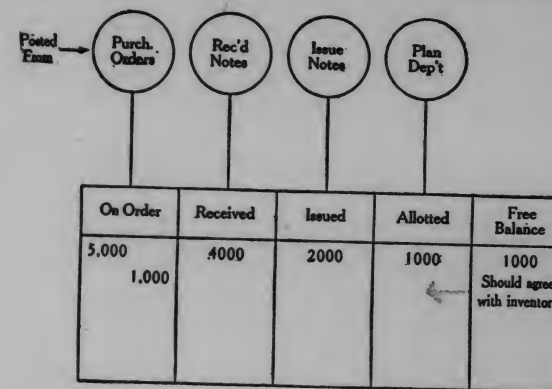 Posted
From
Purch.
Orders
Rec'd
Notes
Issue
Notes
Plan
Dep't
On Order
Received
Issued
Allotted
Free
Balance
5,000
4000
2000
1000
1000
1,000
Should agree
with